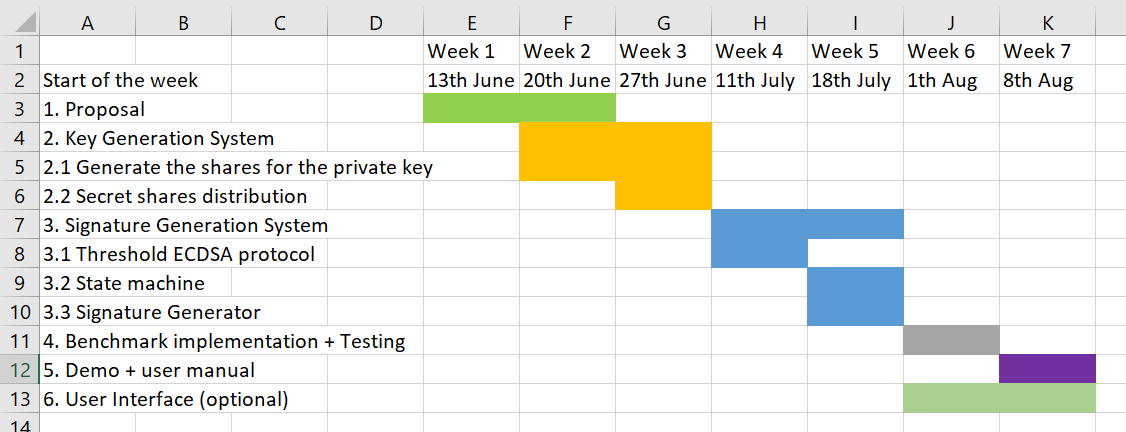 A B C D E F G H I J K
1 Week 1 Week 2 Week 3 Week 4 Week 5 Week 6 Week 7
2 Start of the week 13th June 20th June 27th June 11th July 18th July 1th Aug 8th Aug
3 1. Proposal
4 2. Key Generation System
5 2.1 Generate the shares for the private key
6 2.2 Secret shares distribution
7 3. Signature Generation System
8 3.1 Threshold ECDSA protocol
9 3.2 State machine
10 3.3 Signature Generator
11 4. Benchmark implementation + Testing
12 5. Demo + user manual
13 6. User Interface (optional)
14